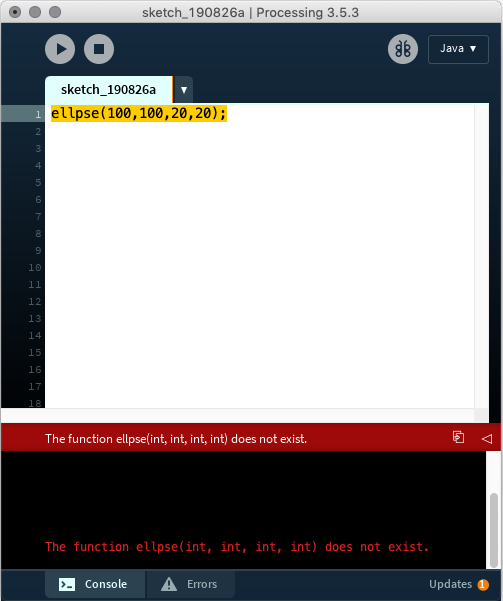 sketch_190826a | Processing 3.5.3
Java ▼
sketch_190826a ▼
1 ellpse(100,100,20,20);
2
3
4
5
6
7
8
9
10
11
12
13
14
15
16
17
18
The function ellpse(int, int, int, int) does not exist.
The function ellpse(int, int, int, int) does not exist.
Console Errors Updates 1